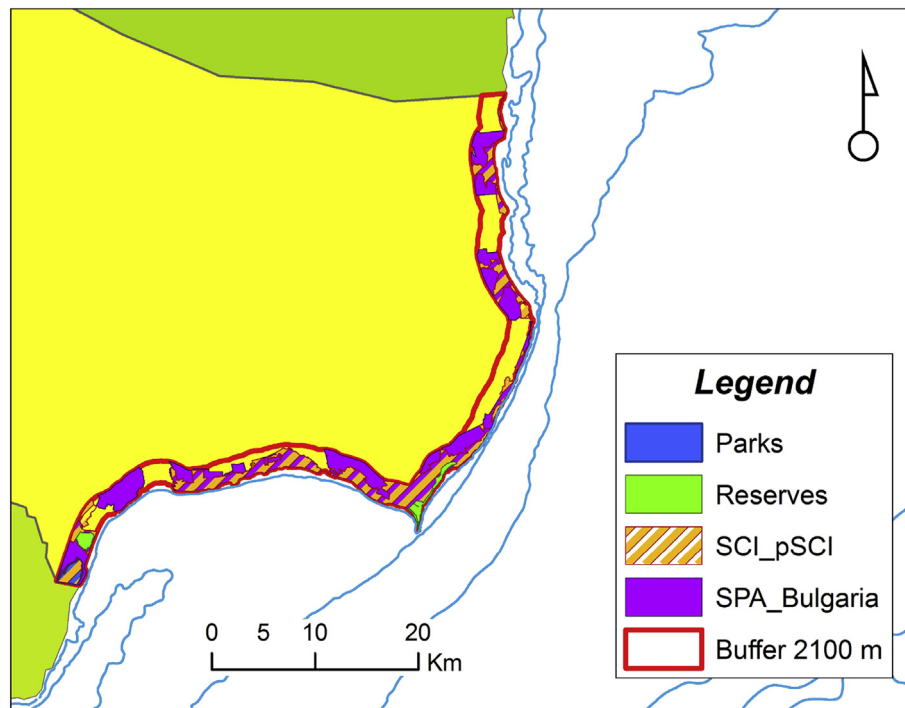 Legend
Parks
Reserves
SCI_pSCI
SPA_Bulgaria
Buffer 2100 m
0 5 10 20
Km